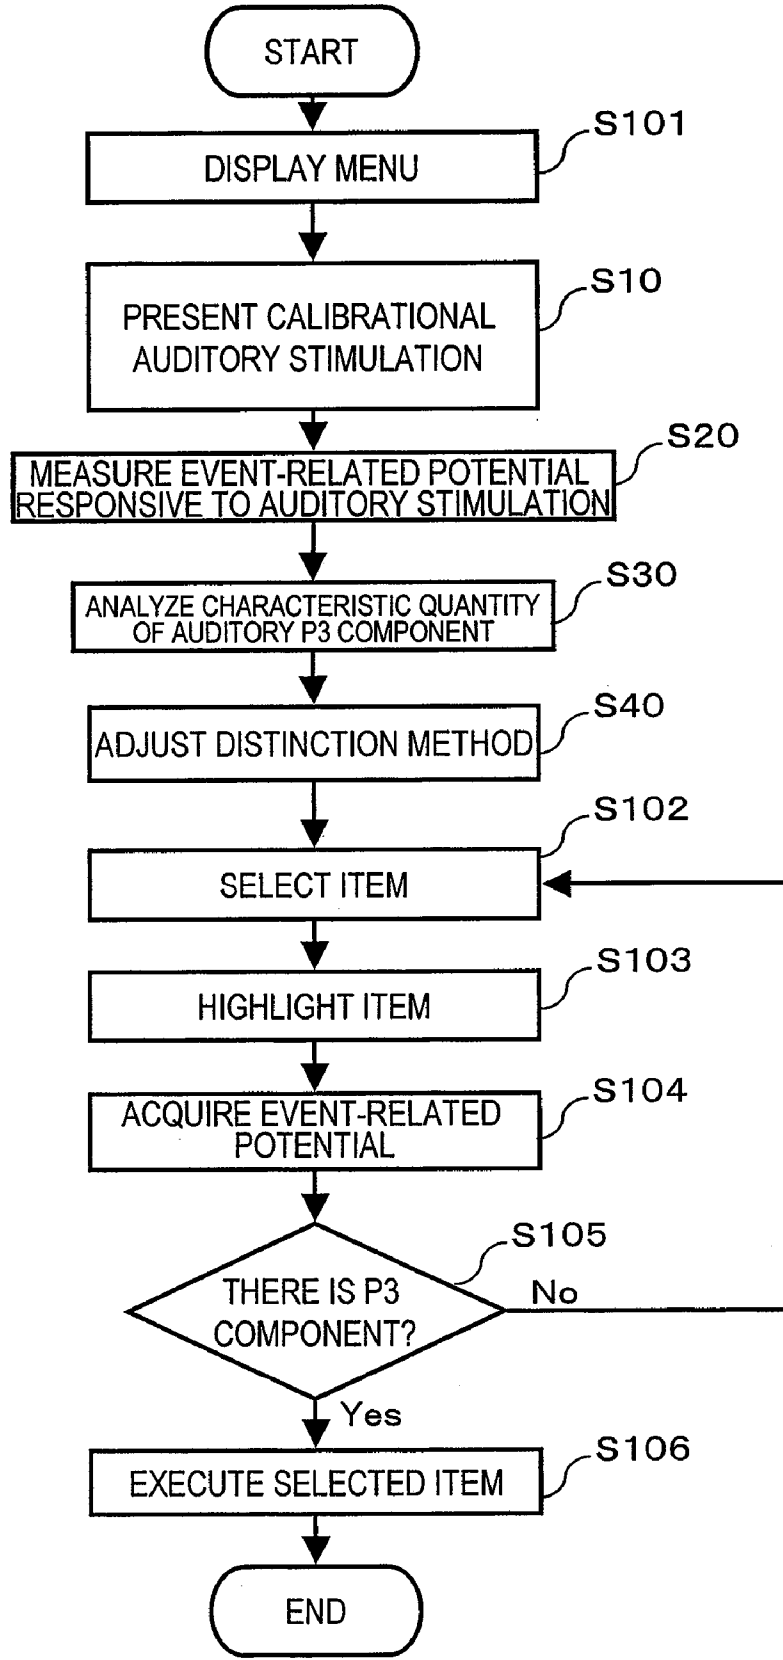 START
S101
DISPLAY MENU
S10
PRESENT CALIBRATIONAL
AUDITORY STIMULATION
S20
MEASURE EVENT-RELATED POTENTIAL
RESPONSIVE TO AUDITORY STIMULATION
S30
ANALYZE CHARACTERISTIC QUANTITY
OF AUDITORY P3 COMPONENT
S40
ADJUST DISTINCTION METHOD
S102
SELECT ITEM
S103
HIGHLIGHT ITEM
S104
ACQUIRE EVENT-RELATED
POTENTIAL
S105
THERE IS P3
COMPONENT?
No
Yes
S106
EXECUTE SELECTED ITEM
END